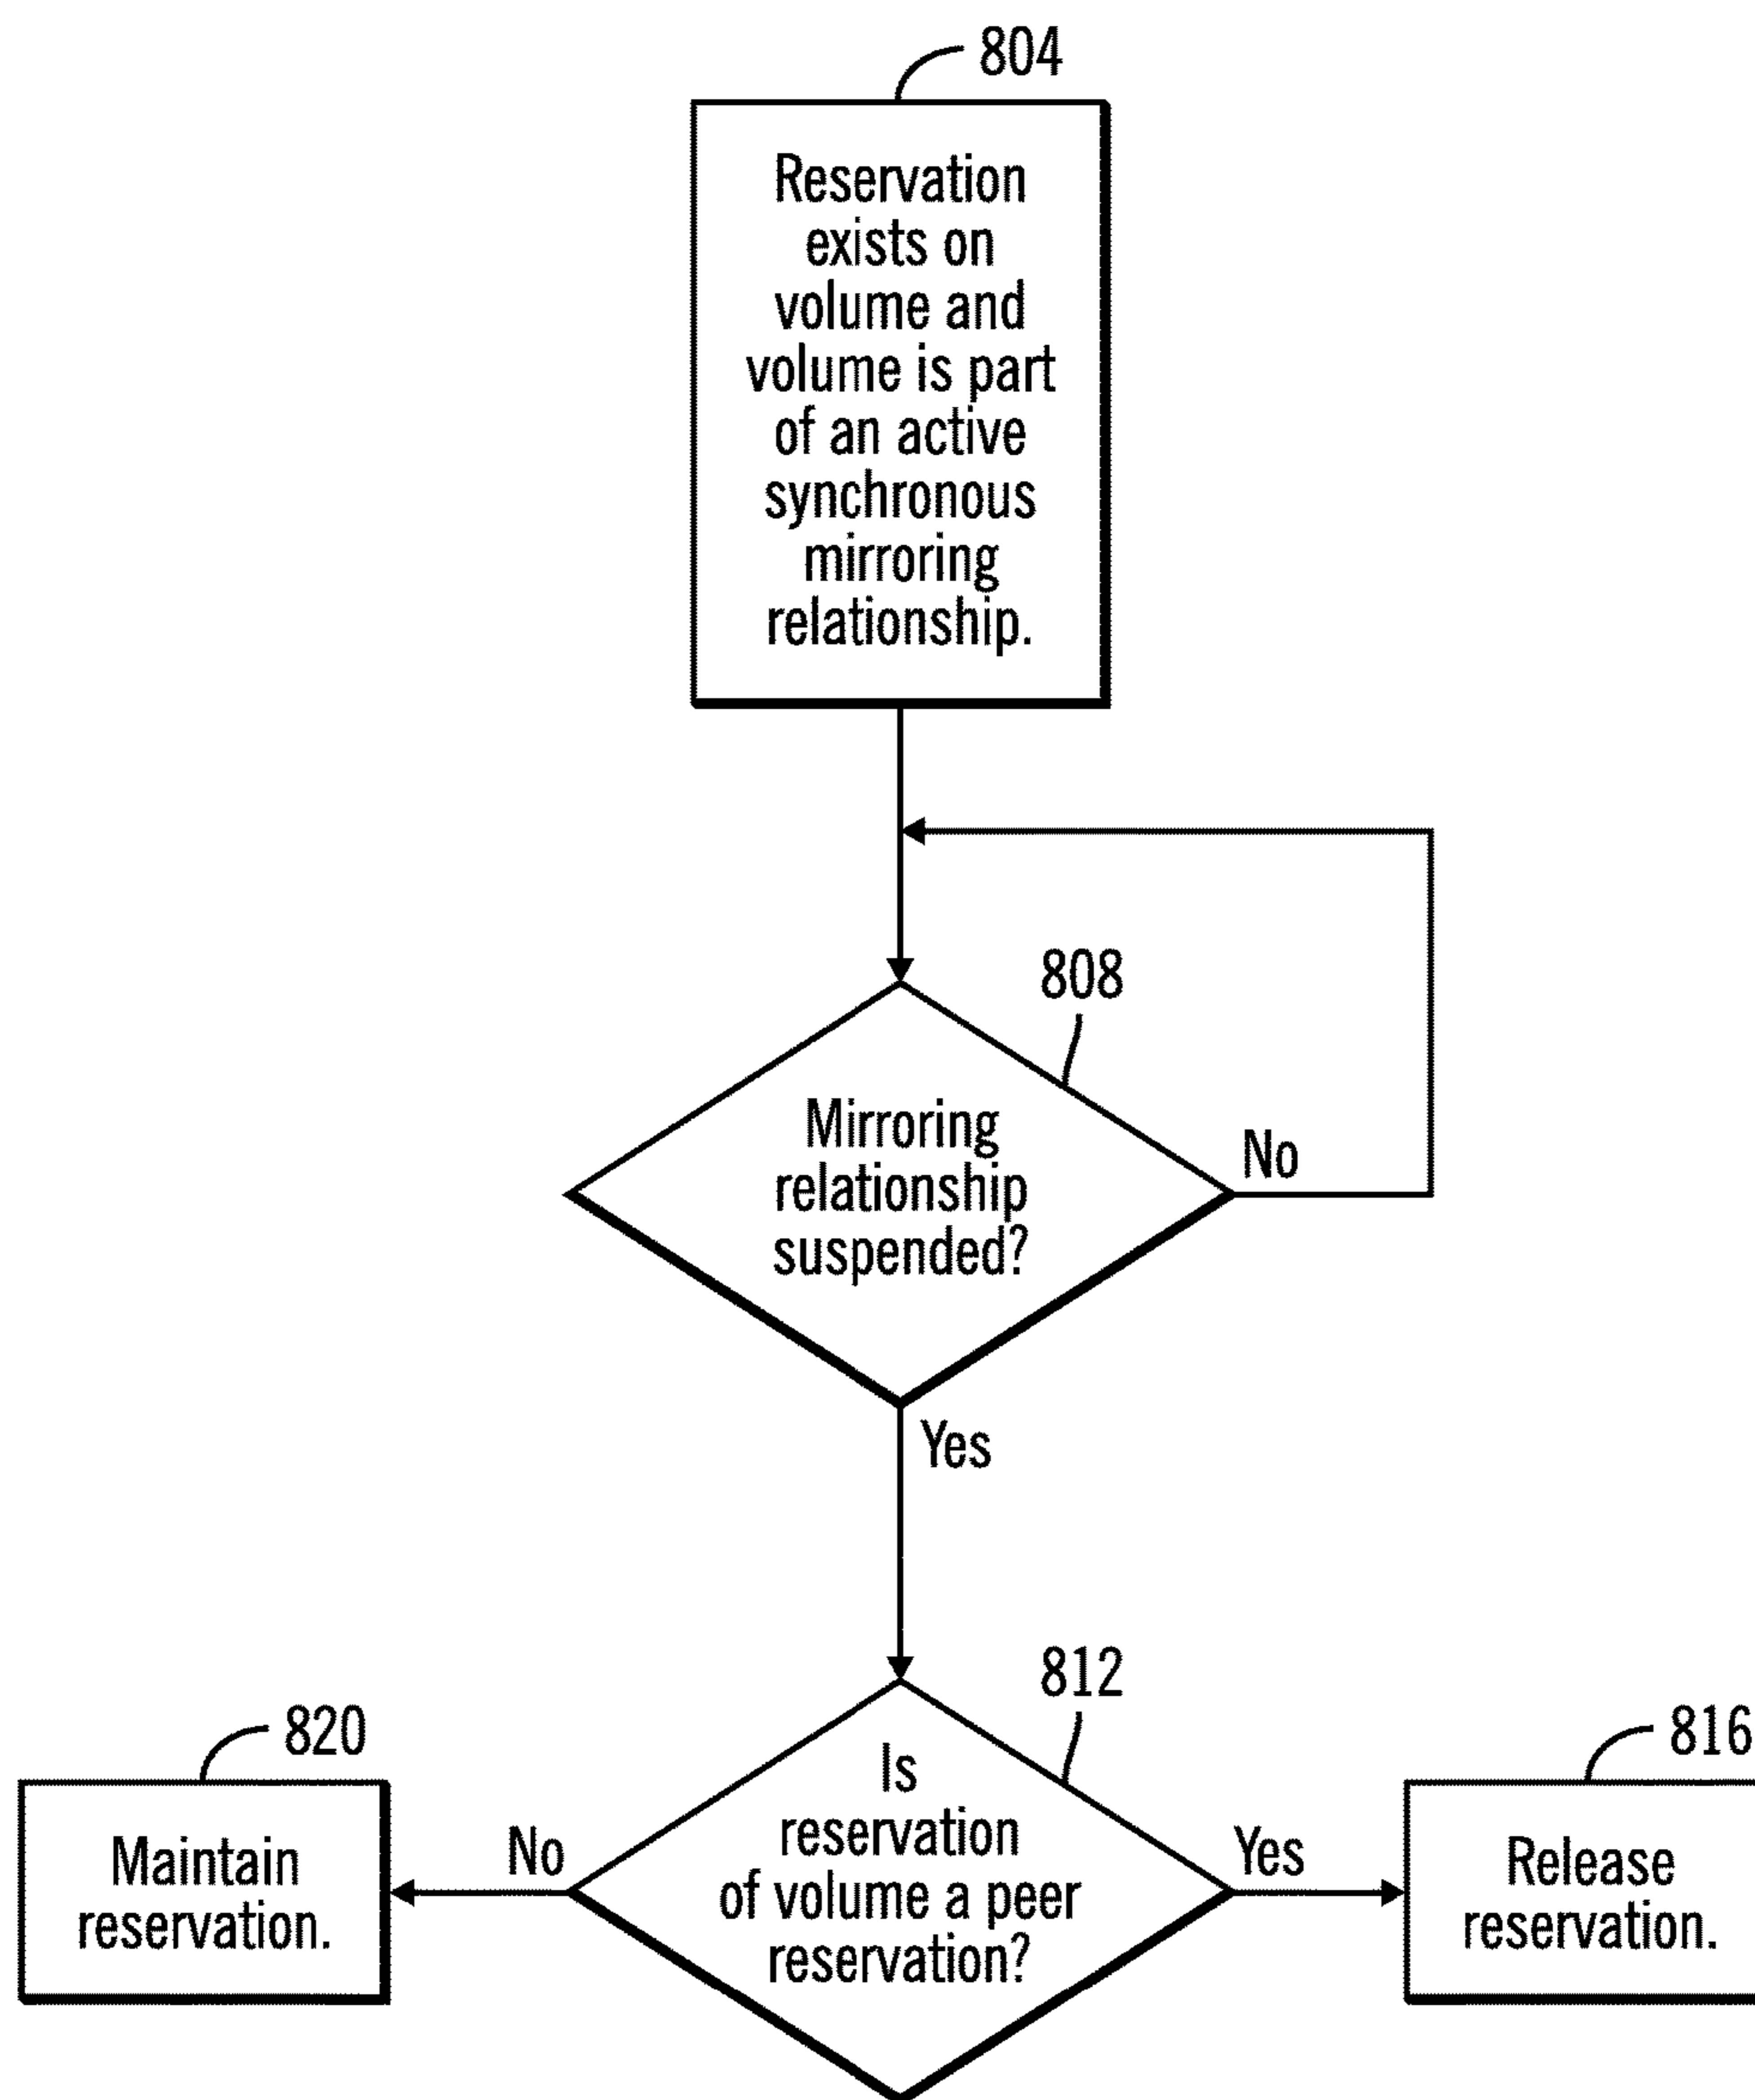 804
Reservation
exists on
volume and
volume is part
of an active
synchronous
mirroring
relationship.
808
Mirroring
relationship
suspended?
No
Yes
812
Is
reservation
of volume a peer
reservation?
No
Yes
820
Maintain
reservation.
816
Release
reservation.